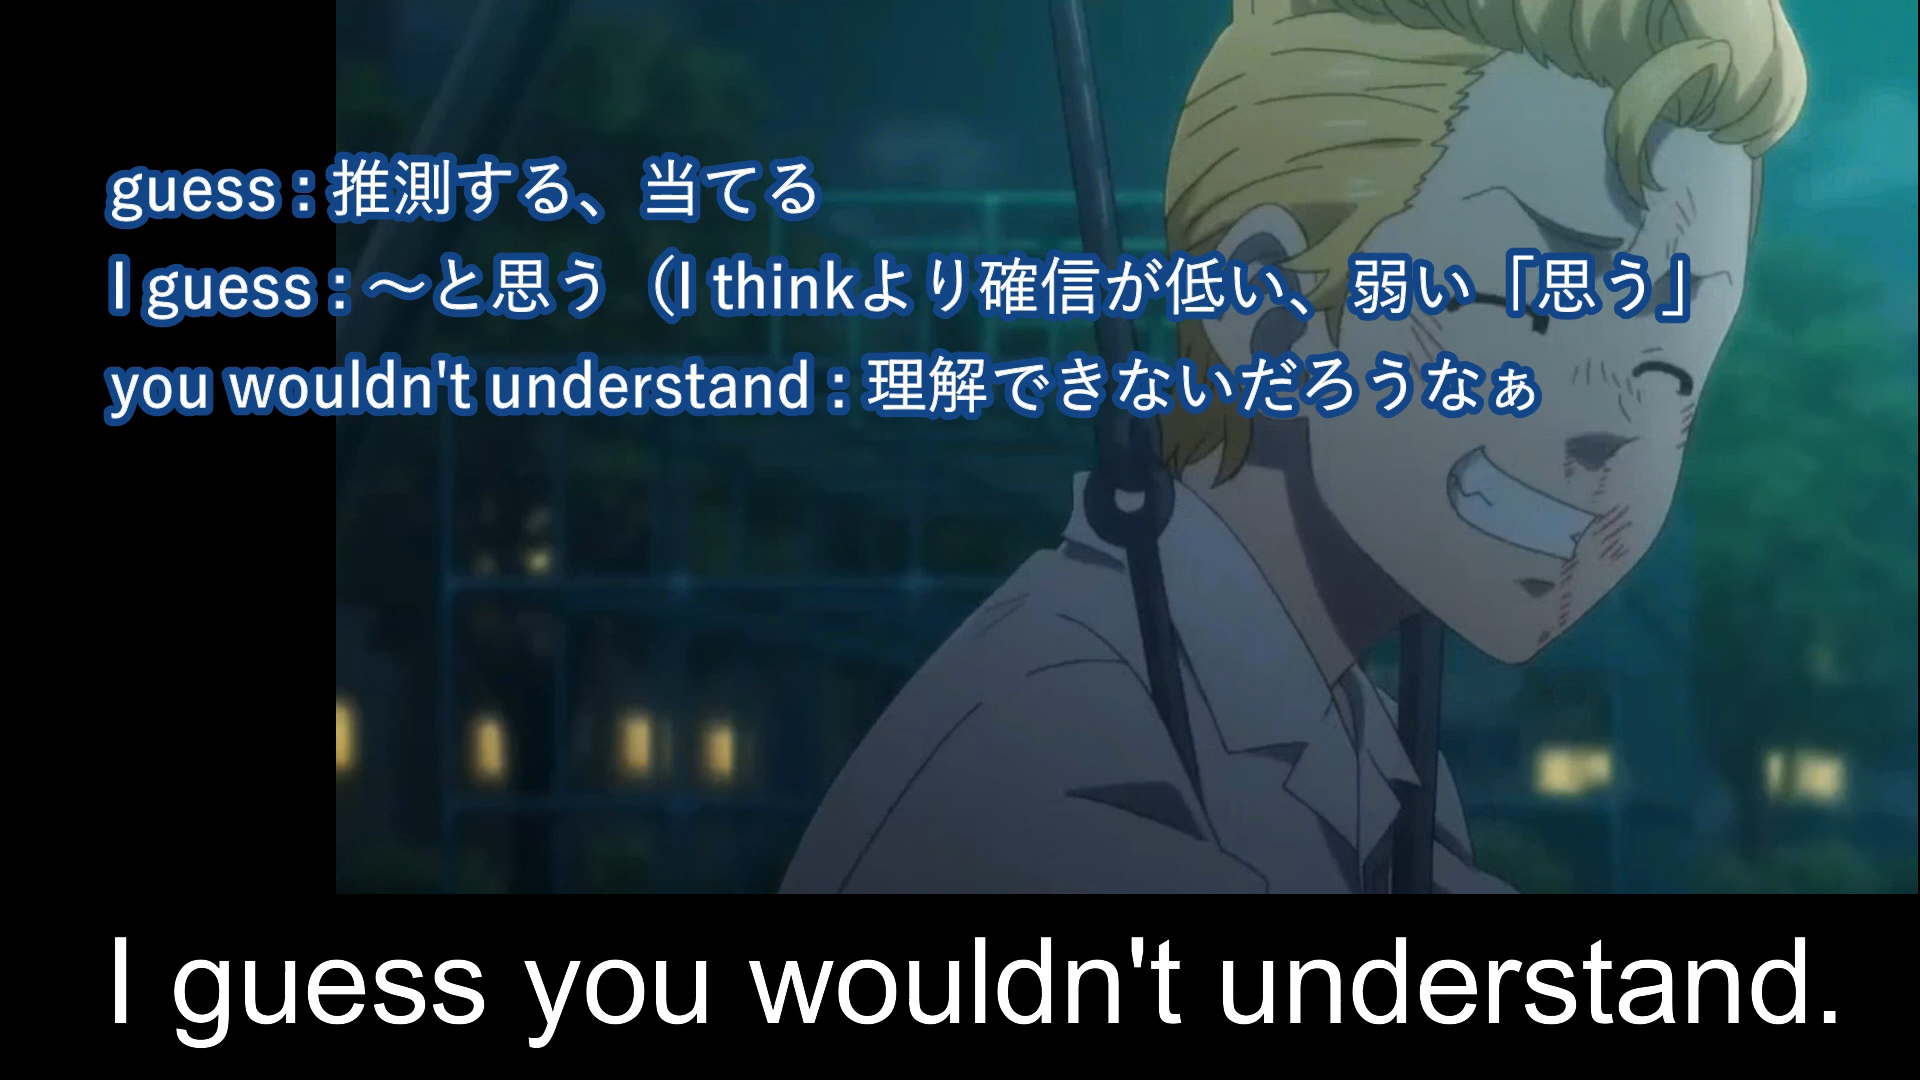 guess : 推測する、当てる
I guess : ～と思う（I thinkより確信が低い、弱い「思う」
you wouldn't understand : 理解できないだろうなぁ
I guess you wouldn't understand.